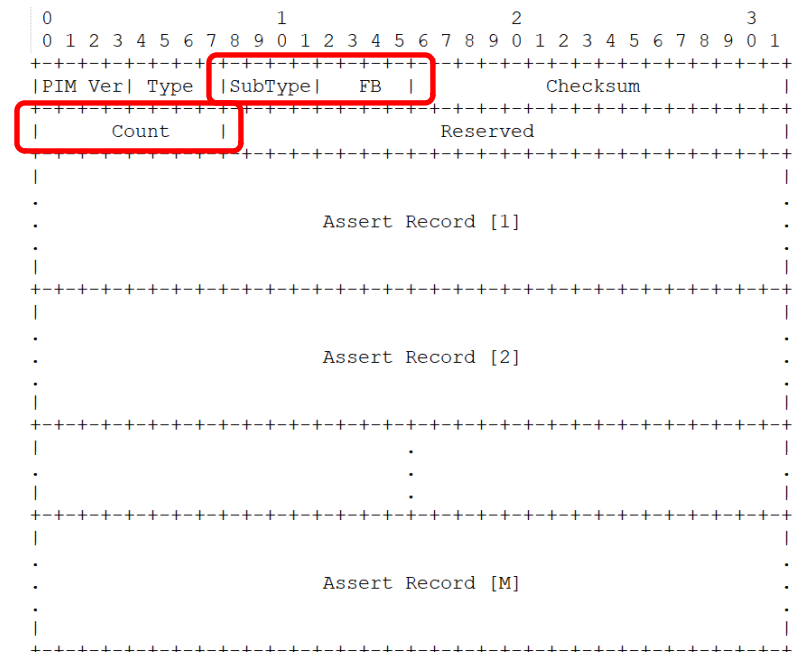 0                   1                   2                   3
0 1 2 3 4 5 6 7 8 9 0 1 2 3 4 5 6 7 8 9 0 1 2 3 4 5 6 7 8 9 0 1
+-+-+-+-+-+-+-+-+-+-+-+-+-+-+-+-+-+-+-+-+-+-+-+-+-+-+-+-+-+-+-+-+
|PIM Ver| Type  |SubType|  FB   |           Checksum            |
+-+-+-+-+-+-+-+-+-+-+-+-+-+-+-+-+-+-+-+-+-+-+-+-+-+-+-+-+-+-+-+-+
|     Count     |                  Reserved                     |
+-+-+-+-+-+-+-+-+-+-+-+-+-+-+-+-+-+-+-+-+-+-+-+-+-+-+-+-+-+-+-+-+
|                                                               |
.                                                               .
.                        Assert Record [1]                      .
.                                                               .
|                                                               |
+-+-+-+-+-+-+-+-+-+-+-+-+-+-+-+-+-+-+-+-+-+-+-+-+-+-+-+-+-+-+-+-+
|                                                               |
.                                                               .
.                        Assert Record [2]                      .
.                                                               .
|                                                               |
+-+-+-+-+-+-+-+-+-+-+-+-+-+-+-+-+-+-+-+-+-+-+-+-+-+-+-+-+-+-+-+-+
|                               .                               |
.                               .                               .
|                               .                               |
+-+-+-+-+-+-+-+-+-+-+-+-+-+-+-+-+-+-+-+-+-+-+-+-+-+-+-+-+-+-+-+-+
|                                                               |
.                                                               .
.                        Assert Record [M]                      .
.                                                               .
|                                                               |
+-+-+-+-+-+-+-+-+-+-+-+-+-+-+-+-+-+-+-+-+-+-+-+-+-+-+-+-+-+-+-+-+